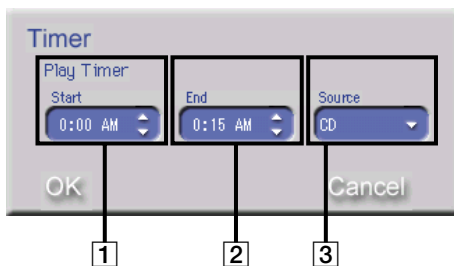 Timer
Play Timer
Start End Source
0:00 AM 0:15 AM CD
OK Cancel
1 2 3